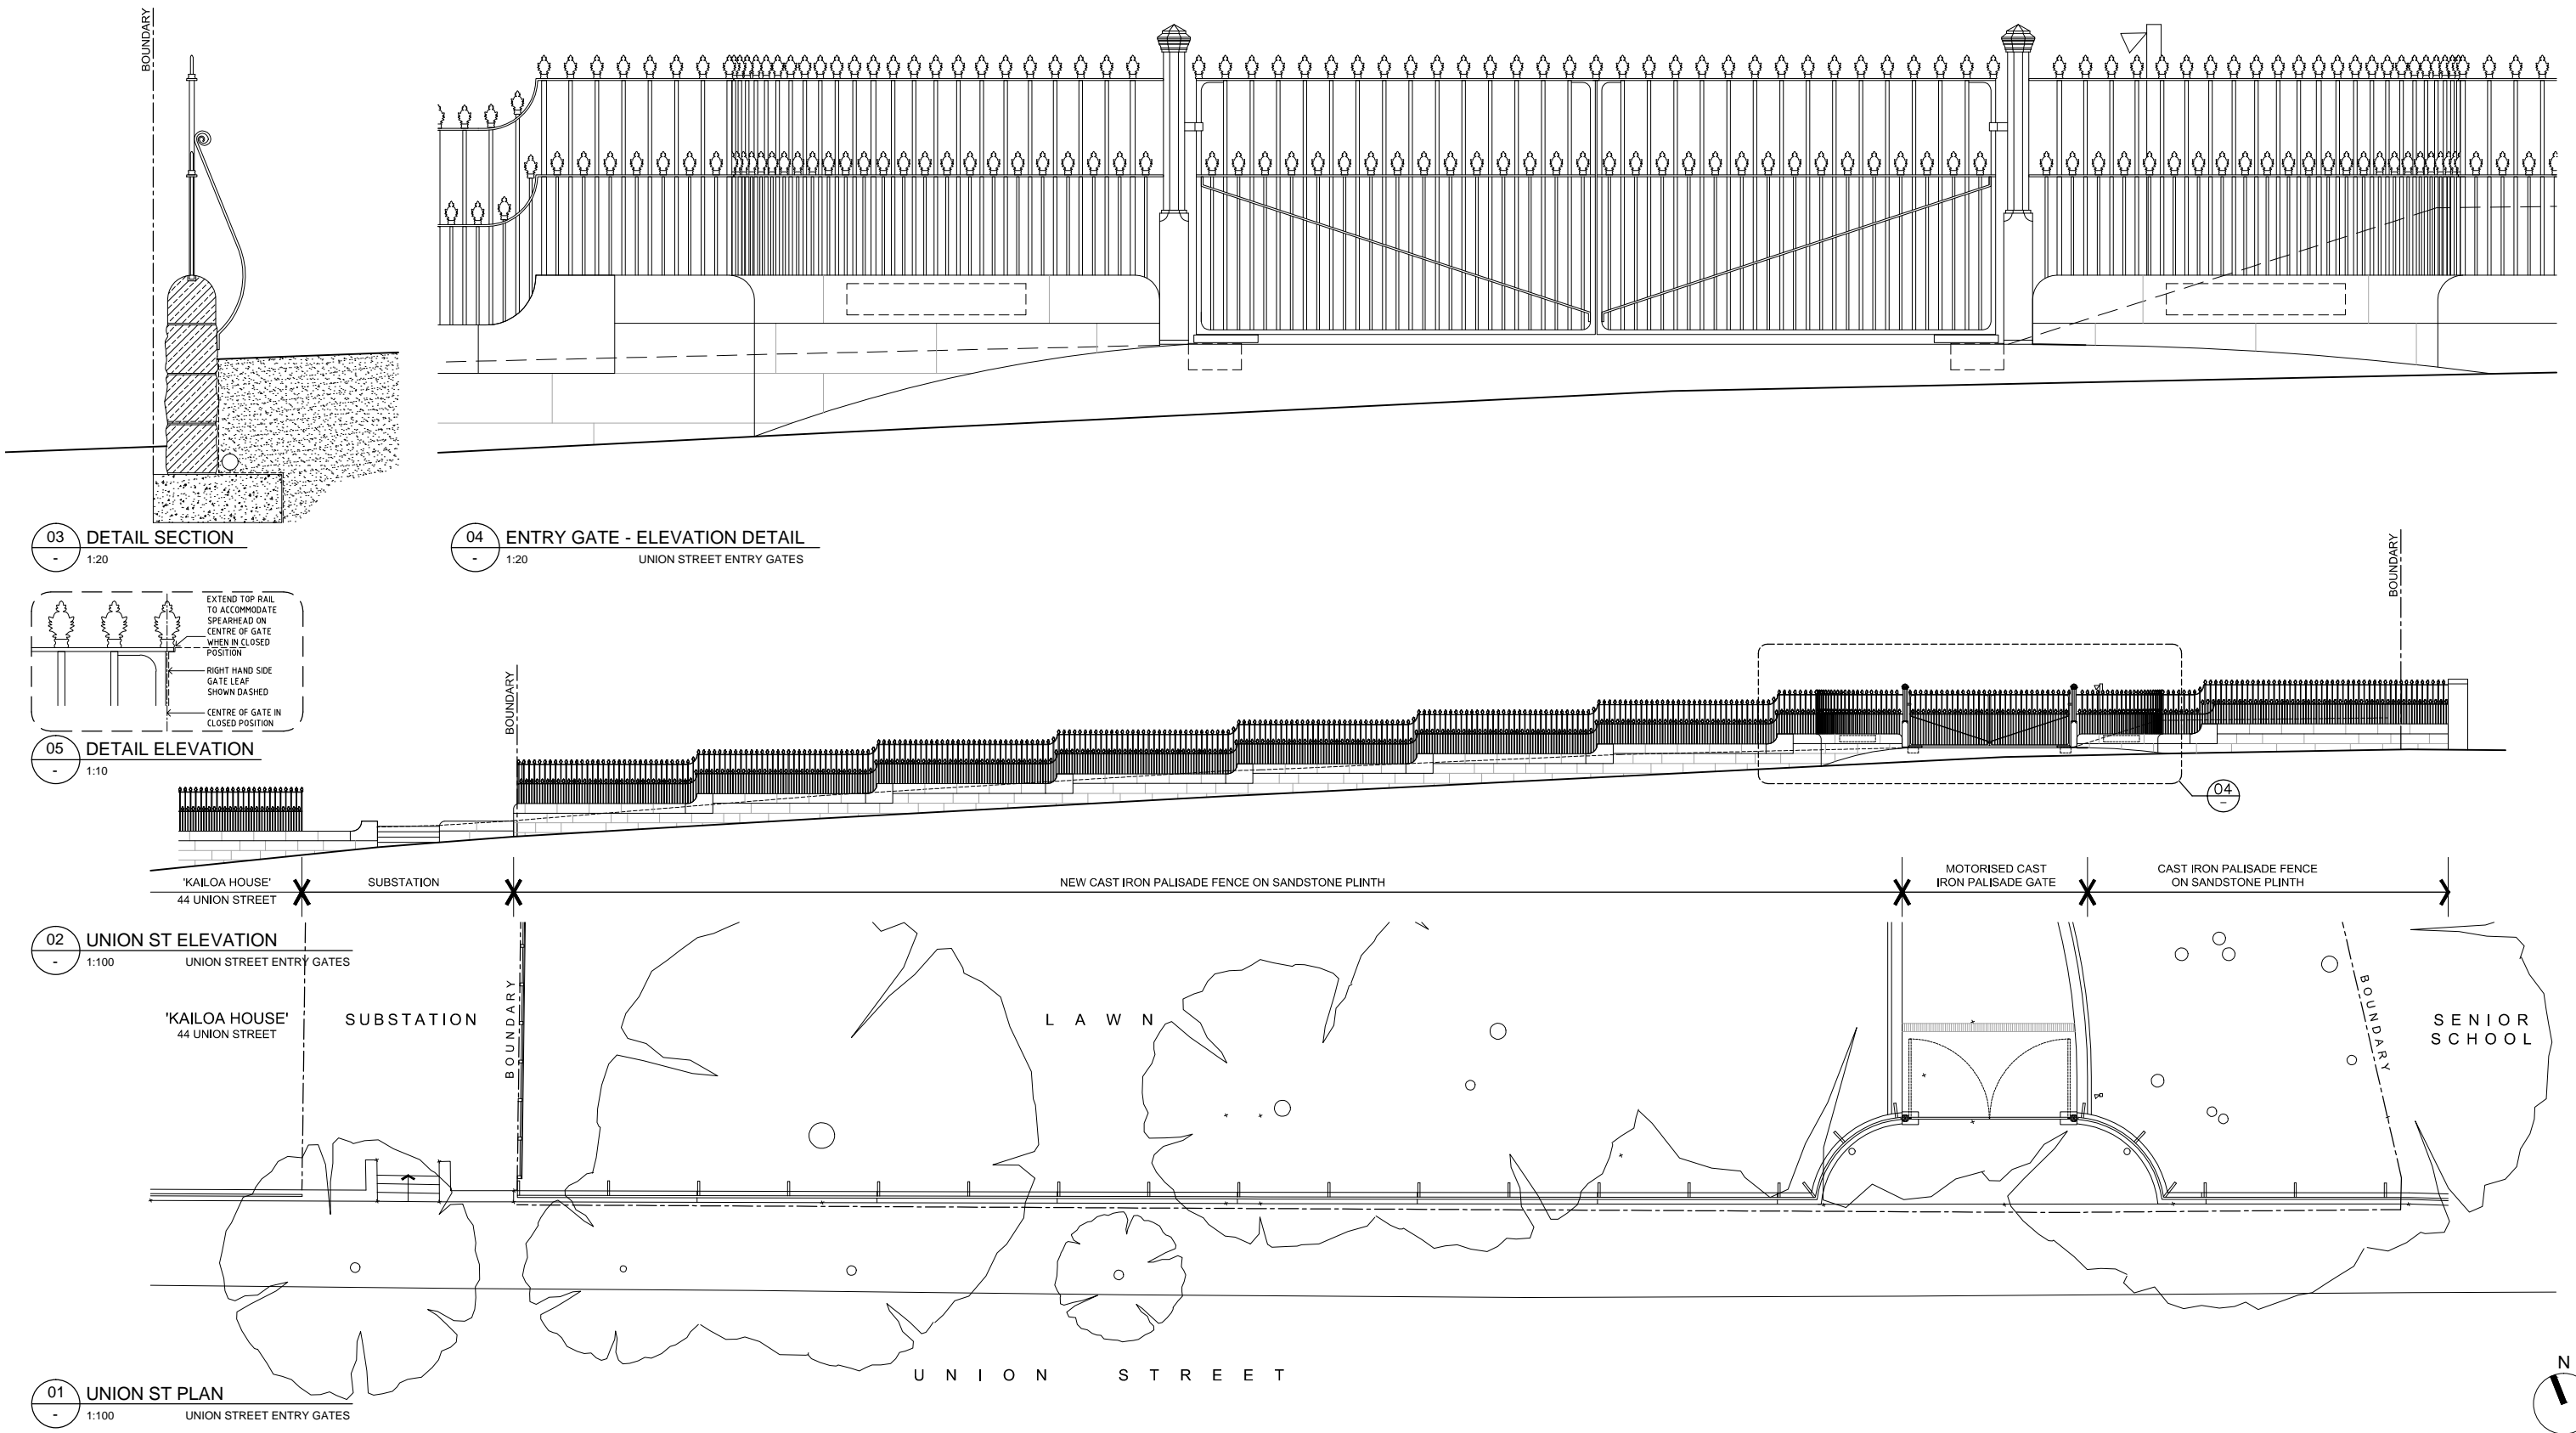 BOUNDARY
03
-
DETAIL SECTION
1:20
04
-
ENTRY GATE - ELEVATION DETAIL
1:20 UNION STREET ENTRY GATES
EXTEND TOP RAIL
TO ACCOMMODATE
SPEARHEAD ON
CENTRE OF GATE
WHEN IN CLOSED
POSITION
RIGHT HAND SIDE
GATE LEAF
SHOWN DASHED
CENTRE OF GATE IN
CLOSED POSITION
05
-
DETAIL ELEVATION
1:10
BOUNDARY
BOUNDARY
04
-
'KAILOA HOUSE'
44 UNION STREET
SUBSTATION
NEW CAST IRON PALISADE FENCE ON SANDSTONE PLINTH
MOTORISED CAST
IRON PALISADE GATE
CAST IRON PALISADE FENCE
ON SANDSTONE PLINTH
02
-
UNION ST ELEVATION
1:100 UNION STREET ENTRY GATES
'KAILOA HOUSE'
44 UNION STREET
SUBSTATION
BOUNDARY
LAWN
BOUNDARY
SENIOR
SCHOOL
UNION STREET
01
-
UNION ST PLAN
1:100 UNION STREET ENTRY GATES
N